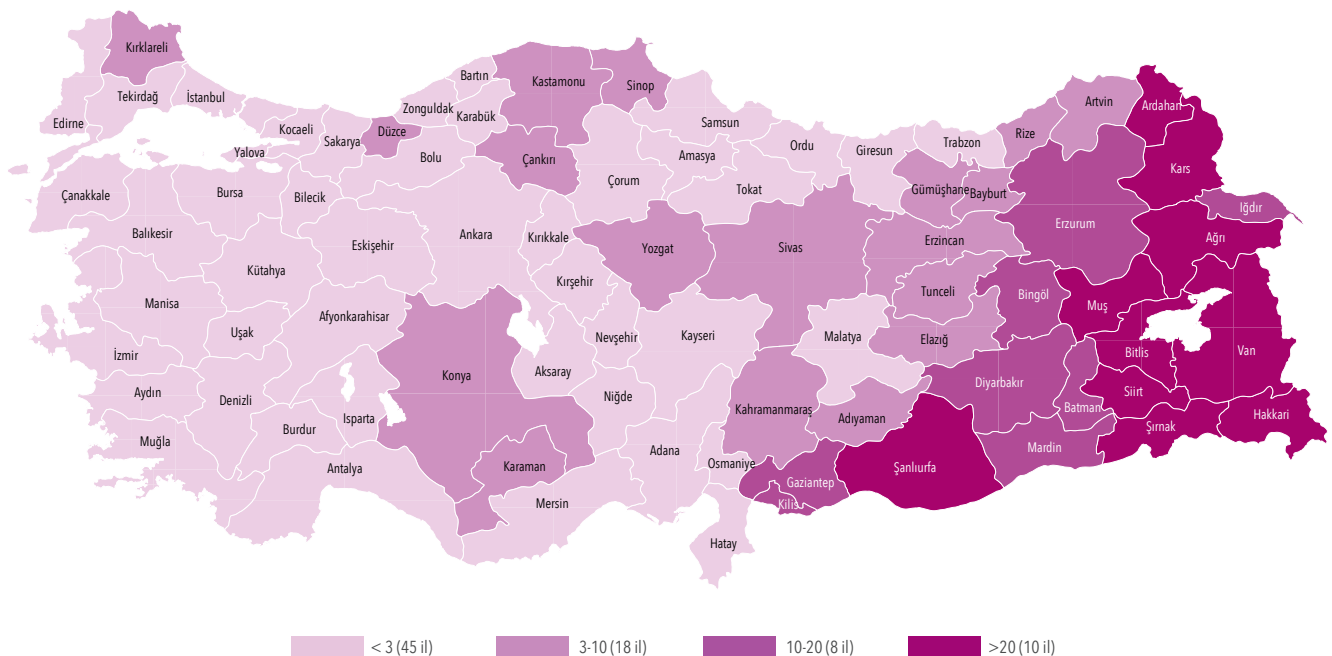 Kırklareli
Tekirdağ
İstanbul
Edirne
Kocaeli
Yalova
Sakarya
Düzce
Zonguldak
Bartın
Karabük
Kastamonu
Sinop
Bolu
Çankırı
Samsun
Amasya
Çorum
Tokat
Ordu
Giresun
Trabzon
Rize
Artvin
Ardahan
Kars
Gümüşhane
Bayburt
Erzurum
Iğdır
Ağrı
Çanakkale
Bursa
Bilecik
Balıkesir
Eskişehir
Ankara
Kırıkkale
Yozgat
Sivas
Erzincan
Kütahya
Kırşehir
Tunceli
Bingöl
Muş
Manisa
Afyonkarahisar
Uşak
Nevşehir
Kayseri
Malatya
Elazığ
Bitlis
Van
İzmir
Konya
Aksaray
Diyarbakır
Siirt
Aydın
Denizli
Isparta
Niğde
Kahramanmaraş
Adıyaman
Batman
Hakkari
Şırnak
Muğla
Burdur
Antalya
Karaman
Adana
Osmaniye
Gaziantep
Şanlıurfa
Mardin
Mersin
Kilis
Hatay
< 3 (45 il)
3-10 (18 il)
10-20 (8 il)
>20 (10 il)